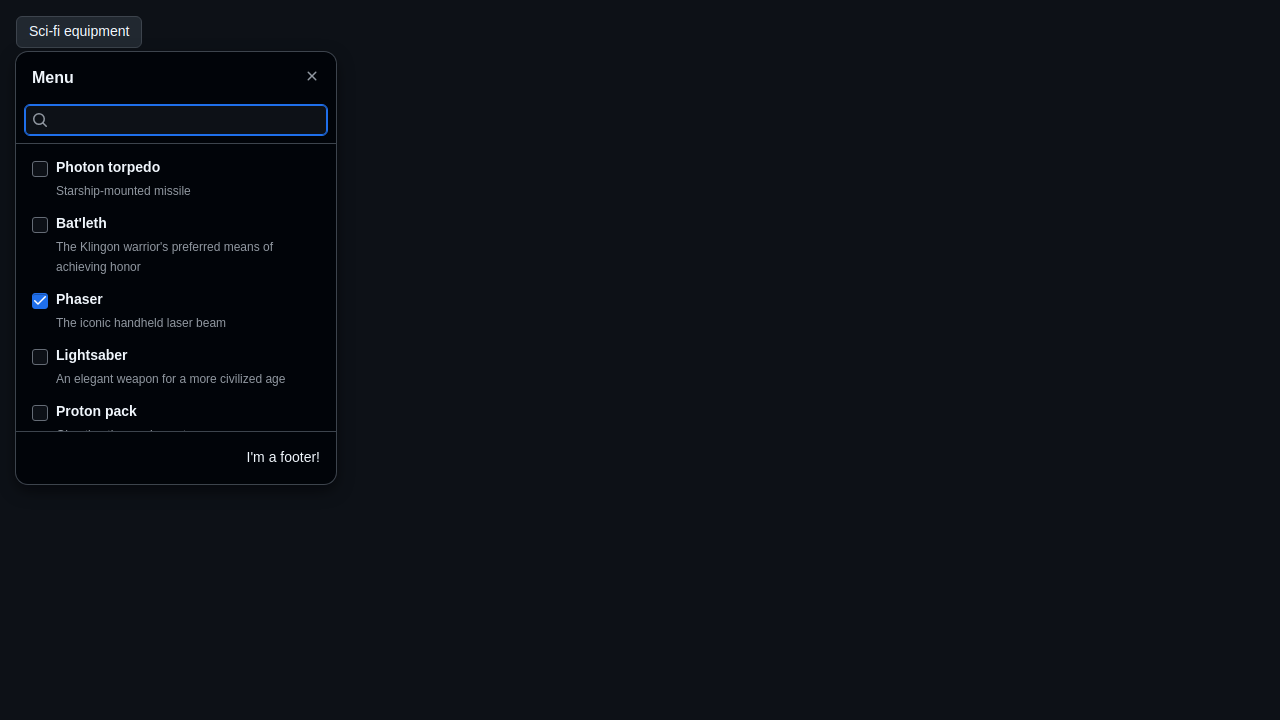 Sci-fi equipment
Menu
Photon torpedo
Starship-mounted missile
Bat'leth
The Klingon warrior's preferred means of
achieving honor
Phaser
The iconic handheld laser beam
Lightsaber
An elegant weapon for a more civilized age
Proton pack
I'm a footer!